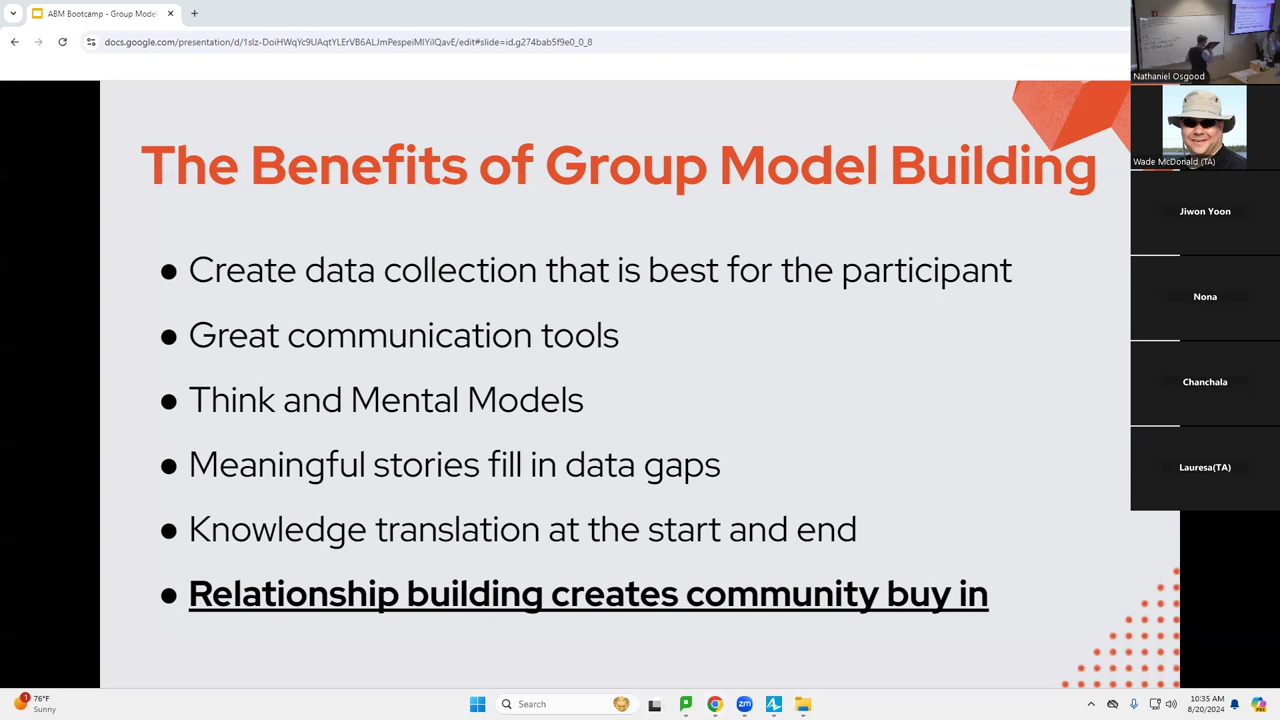 ABM Bootcamp - Group Model
docs.google.com/presentation/d/1slz-DoiHWqYc9UAqtYLErVB6ALJmPespeiMIYilQavE/edit#slide=id.g274bab5f9e0_0_8
The Benefits of Group Model Building
● Create data collection that is best for the participant
● Great communication tools
● Think and Mental Models
● Meaningful stories fill in data gaps
● Knowledge translation at the start and end
● Relationship building creates community buy in
Nathaniel Osgood
Wade McDonald (TA)
Jiwon Yoon
Nona
Chanchala
Lauresa(TA)
1
76°F
Sunny
Search
zm
10:35 AM
8/20/2024